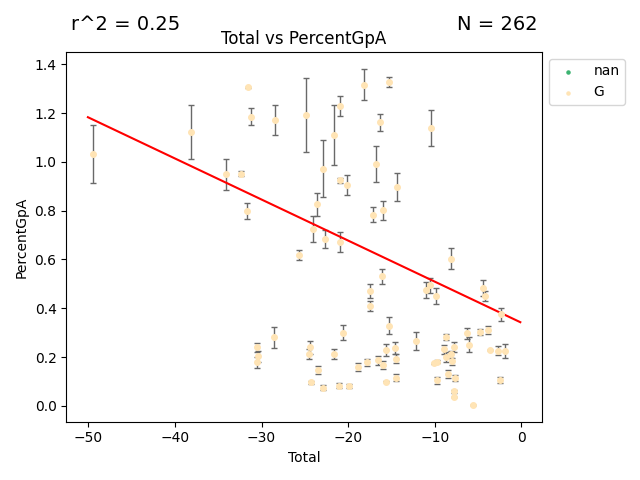 r^2 = 0.25
N = 262
Total vs PercentGpA
nan
G
1.4
1.2
1.0
0.8
0.6
0.4
0.2
0.0
PercentGpA
−50
−40
−30
−20
−10
0
Total